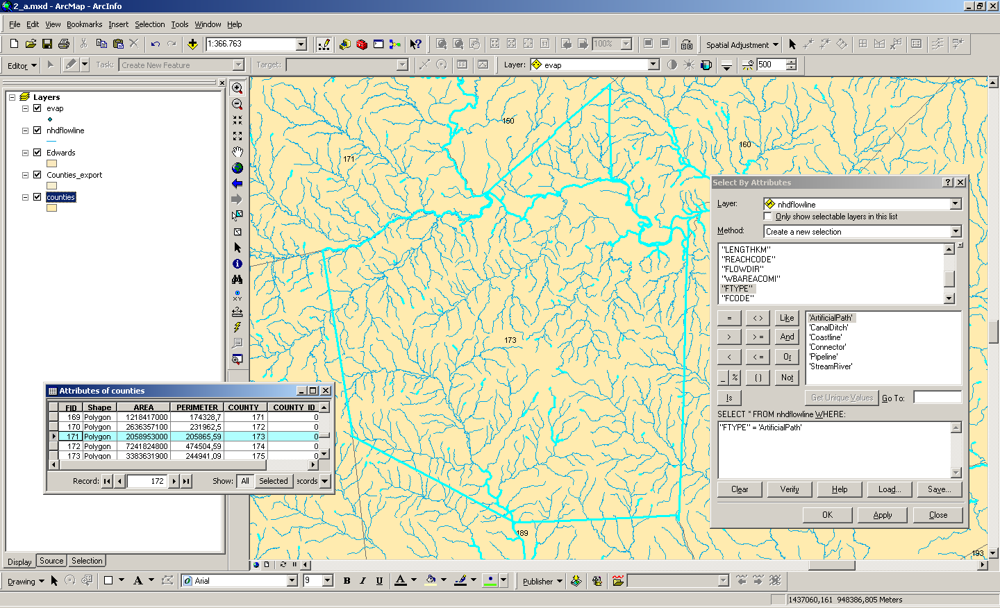 2_a.mxd - ArcMap - ArcInfo
File Edit View Bookmarks Insert Selection Tools Window Help
1:366.763
100%
Spatial Adjustment
Editor
Task: Create New Feature
Target:
Layer: evap
500
Layers
evap
nhdflowline
Edwards
Counties_export
counties
Display Source Selection
150
160
171
173
189
193
Attributes of counties
FID Shape AREA PERIMETER COUNTY COUNTY_ID
169 Polygon 1218417000 174328,7 171 0
170 Polygon 2638357100 231962,5 172 0
171 Polygon 2058953000 205865,59 173 0
172 Polygon 7241824800 474504,59 174 0
173 Polygon 3383631900 244941,09 175 0
Record: 172 Show: All Selected ecords
Select By Attributes
Layer: nhdflowline
Only show selectable layers in this list
Method: Create a new selection
"LENGTHKM"
"REACHCODE"
"FLOWDIR"
"WBAREACOMI"
"FTYPE"
"FCODE"
= < > Like
> > = And
< < = Or
_ % ( ) Not
Is
'ArtificialPath'
'CanalDitch'
'Coastline'
'Connector'
'Pipeline'
'StreamRiver'
Get Unique Values Go To:
SELECT * FROM nhdflowline WHERE:
"FTYPE" = 'ArtificialPath'
Clear Verify Help Load... Save...
OK Apply Close
Drawing A Arial 9 B I U A
Publisher
1437060,161 948386,805 Meters